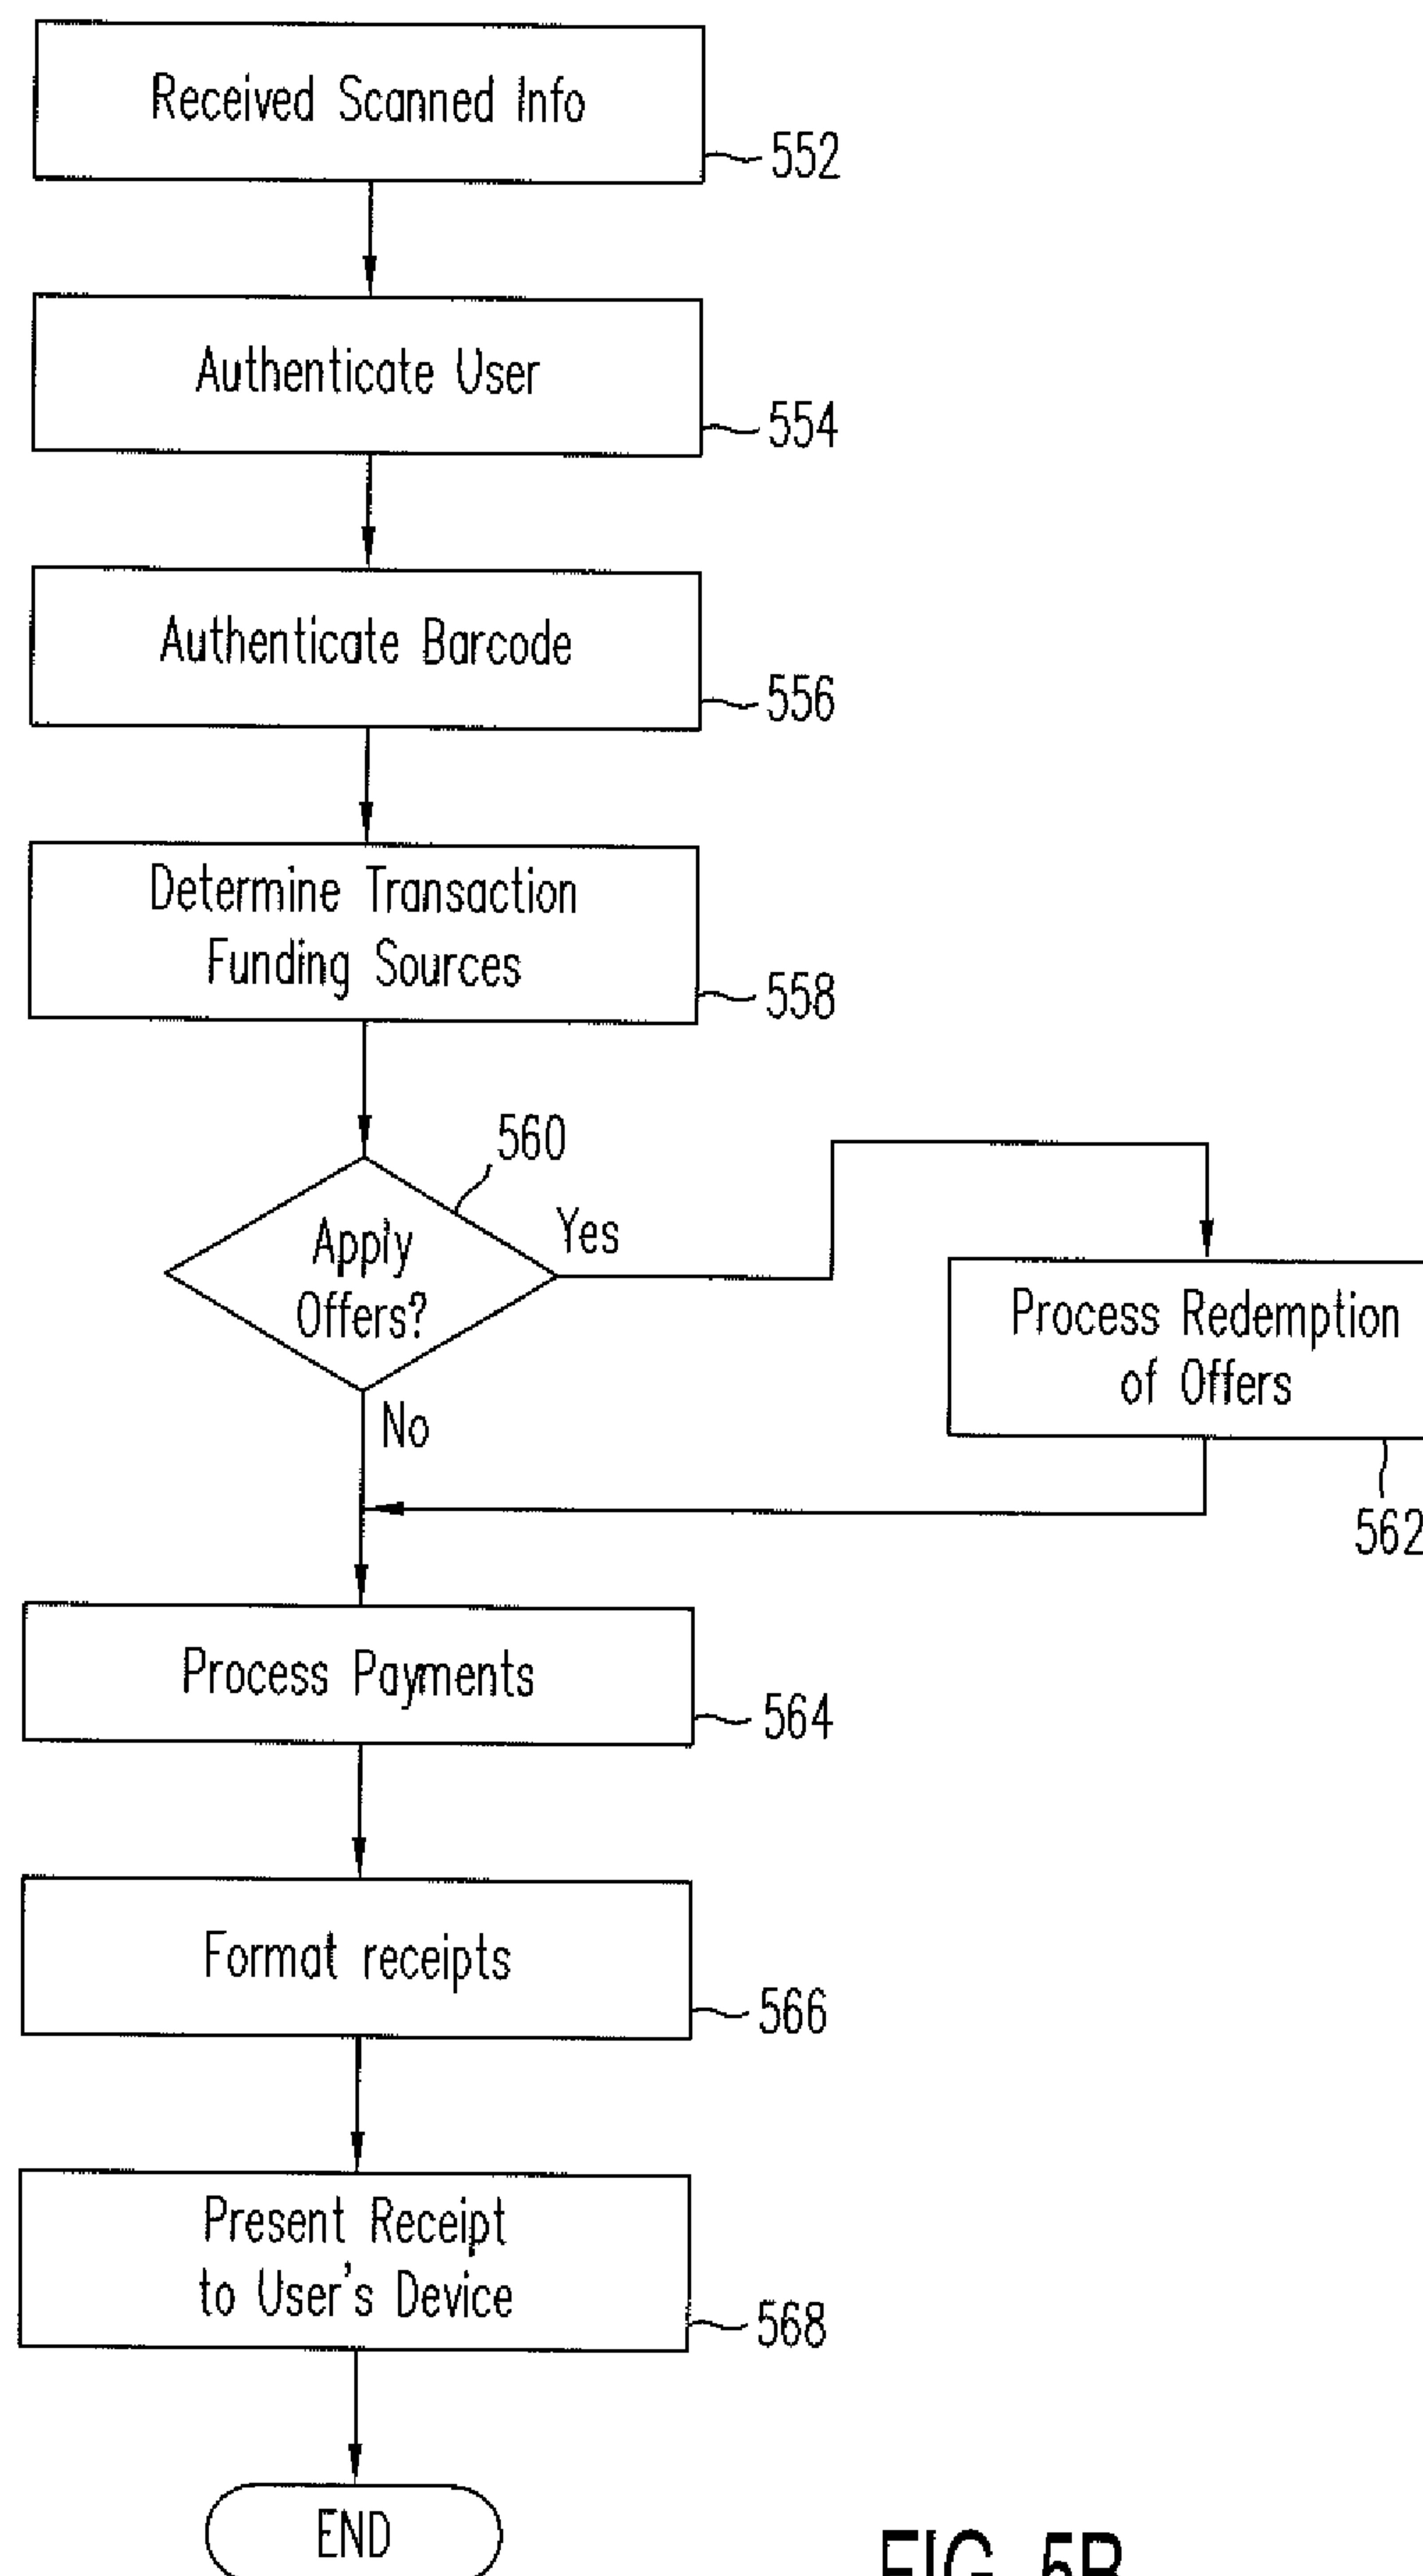 Received Scanned Info
552
Authenticate User
554
Authenticate Barcode
556
Determine Transaction
Funding Sources
558
560
Apply
Offers?
Yes
No
Process Redemption
of Offers
562
Process Payments
564
Format receipts
566
Present Receipt
to User's Device
568
END
FIG. 5B